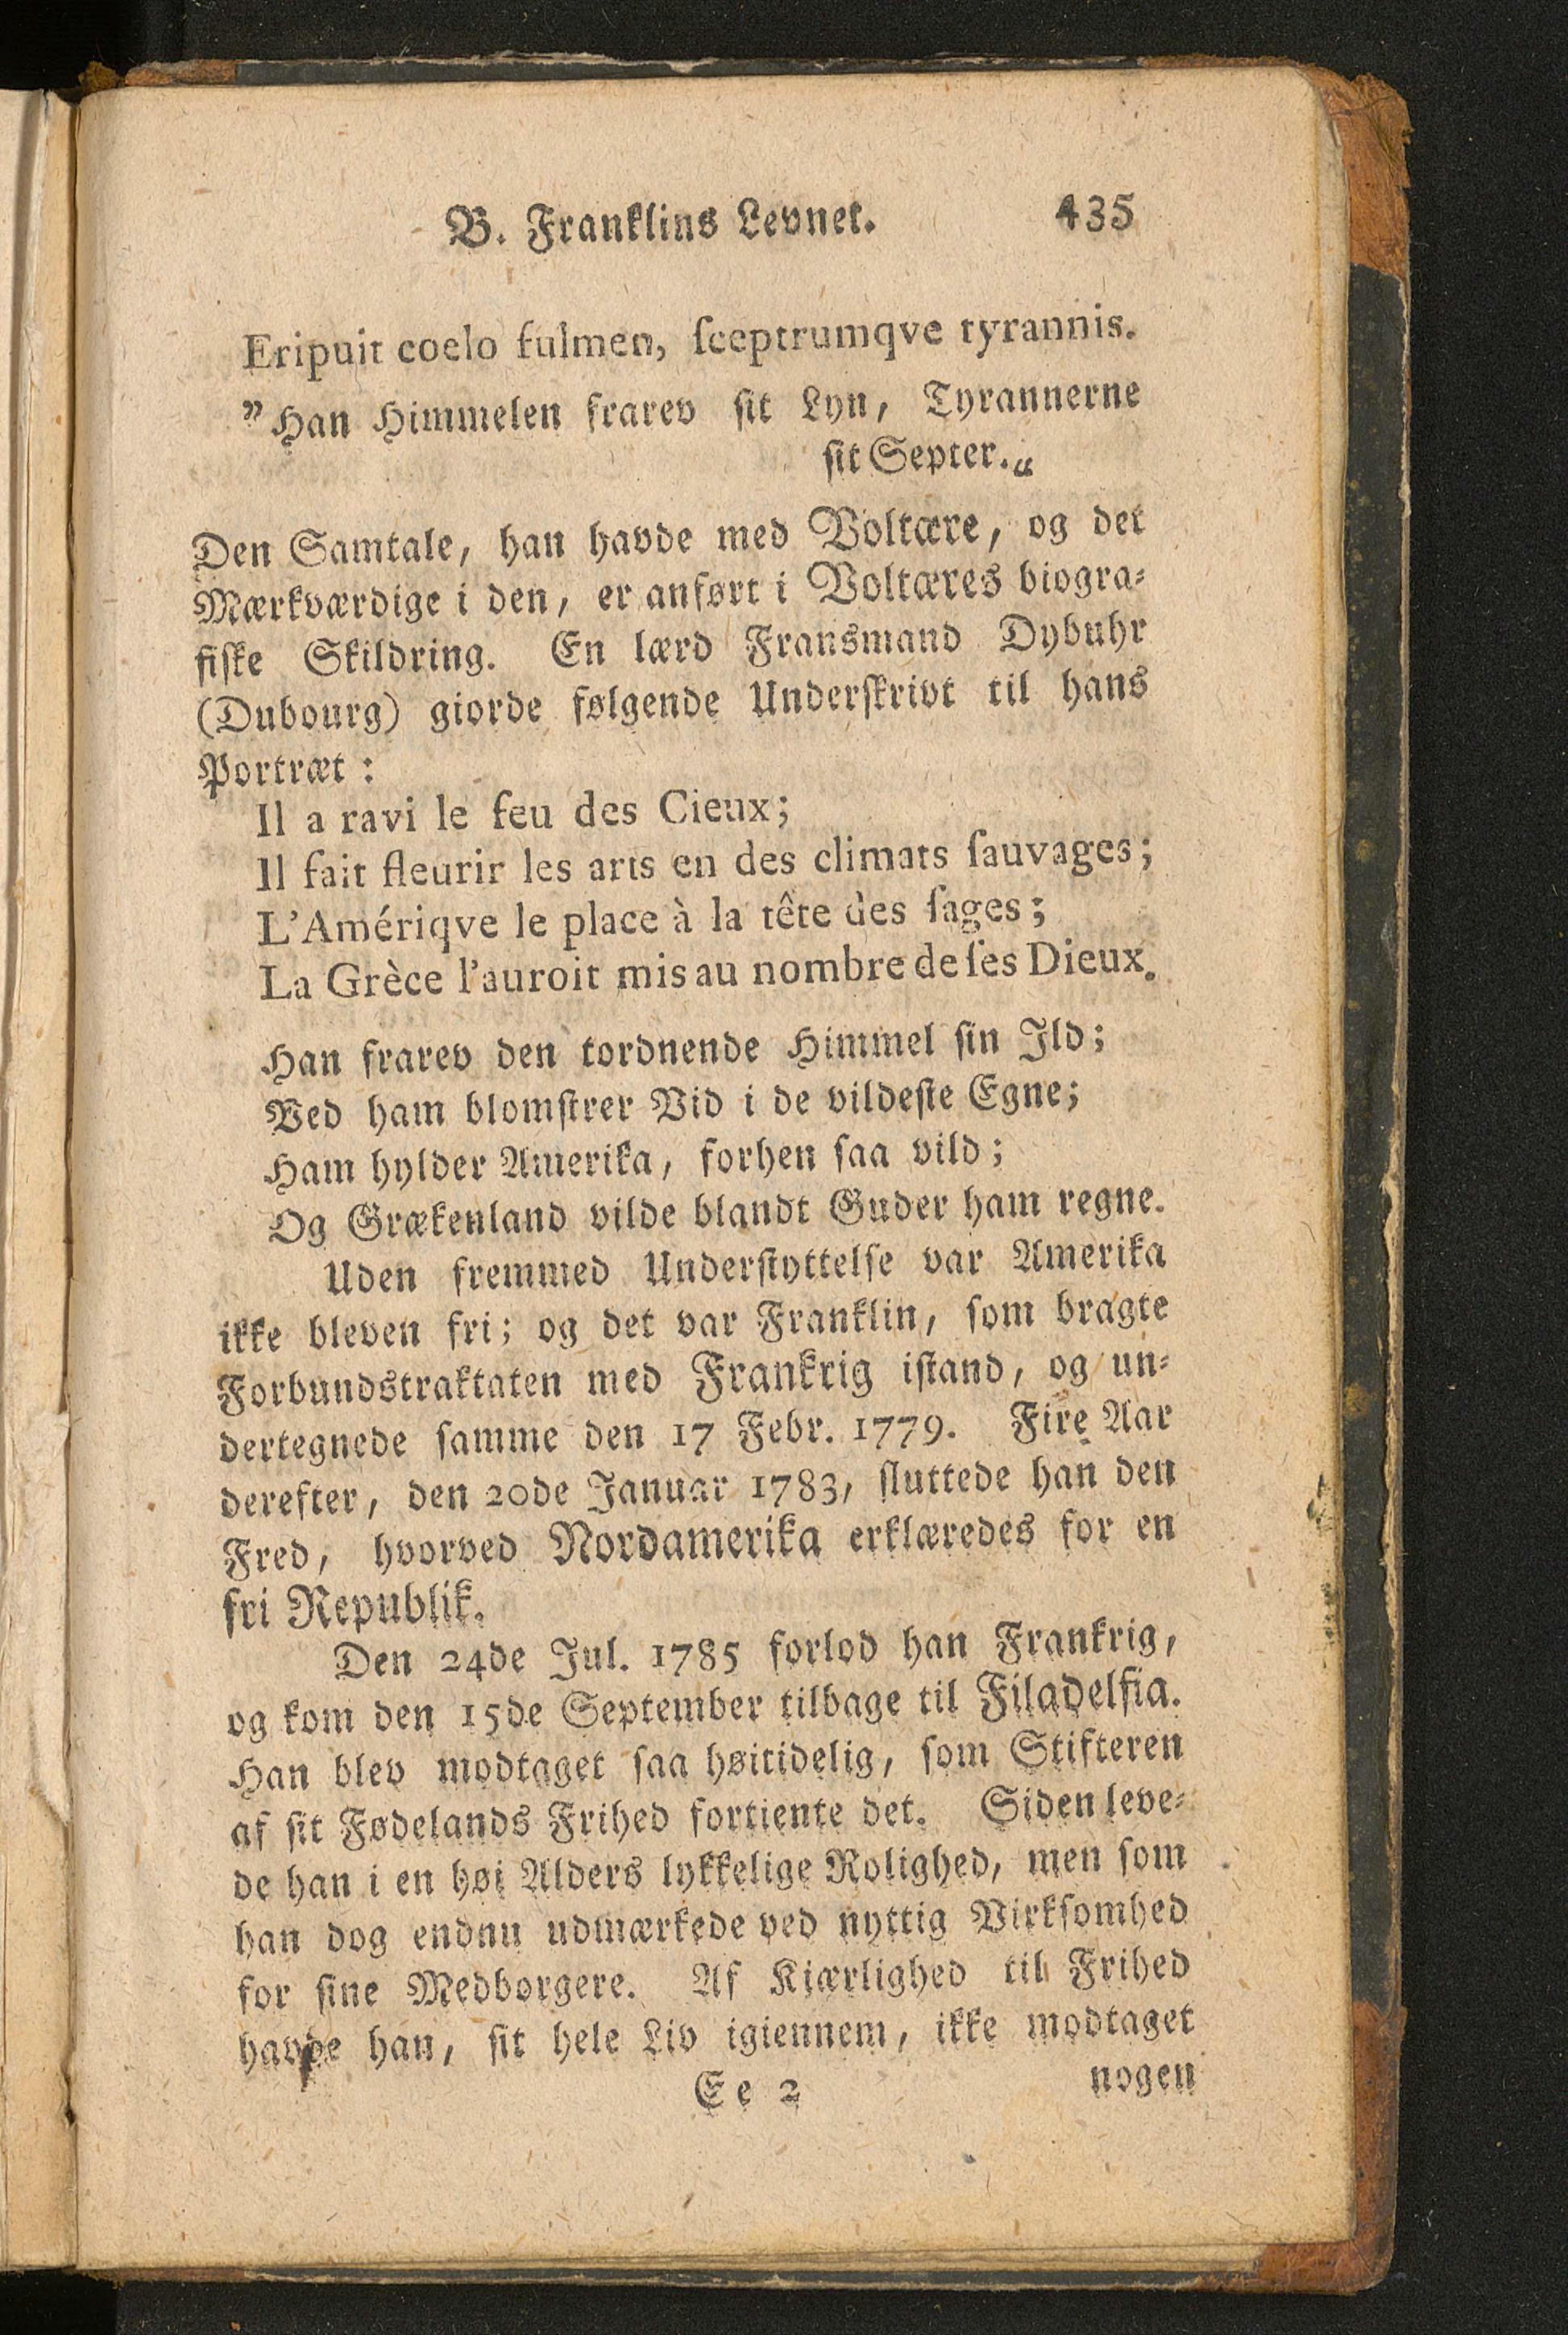 B. Franklins Levnet. 435
Eripuit coelo fulmen, ſceptrumqve tyrannis.
"Han Himmelen frarev ſit Lyn, Tyrannerne
ſit Septer.„
Den Samtale, han havde med Voltære, og det
Mærkværdige i den, er anført i Voltæres biogra⸗
fiſke Skildring. En lærd Fransmand Dybuhr
(Dubourg) giorde følgende Underſkrivt til hans
Portræt:
Il a ravi le feu des Cieux;
Il fait fleurir les arts en des climats ſauvages;
L'Amériqve le place à la tête des ſages;
La Grèce l'auroit mis au nombre de ſes Dieux.
Han frarev den tordnende Himmel ſin Ild;
Ved ham blomſtrer Vid i de vildeſte Egne;
Ham hylder Amerika, forhen ſaa vild;
Og Grækenland vilde blandt Guder ham regne.
Uden fremmed Underſtyttelſe var Amerika
ikke bleven fri; og det var Franklin, ſom bragte
Forbundstraktaten med Frankrig iſtand, og un⸗
dertegnede ſamme den 17 Febr. 1779. Fire Aar
derefter, den 20de Januar 1783, ſluttede han den
Fred, hvorved Nordamerika erklæredes for en
fri Republik.
Den 24de Jul. 1785 forlod han Frankrig,
og kom den 15de September tilbage til Filadelfia.
Han blev modtaget ſaa høitidelig, ſom Stifteren
af ſit Fødelands Frihed fortiente det. Siden leve⸗
de han i en høi Alders lykkelige Rolighed, men ſom
han dog endnu udmærkede ved nyttig Virkſomhed
for ſine Medborgere. Af Kiærlighed til Frihed
havde han, ſit hele Liv igiennem, ikke modtaget
Ee 2 nogen